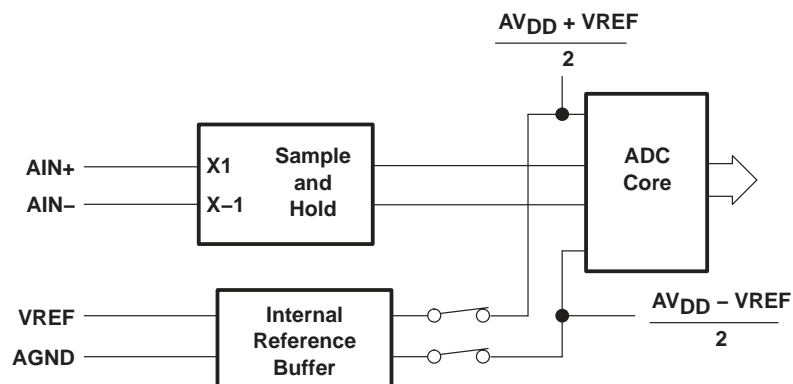 AVDD + VREF
2
AIN+
AIN–
X1
X–1
Sample
and
Hold
ADC
Core
VREF
AGND
Internal
Reference
Buffer
AVDD – VREF
2